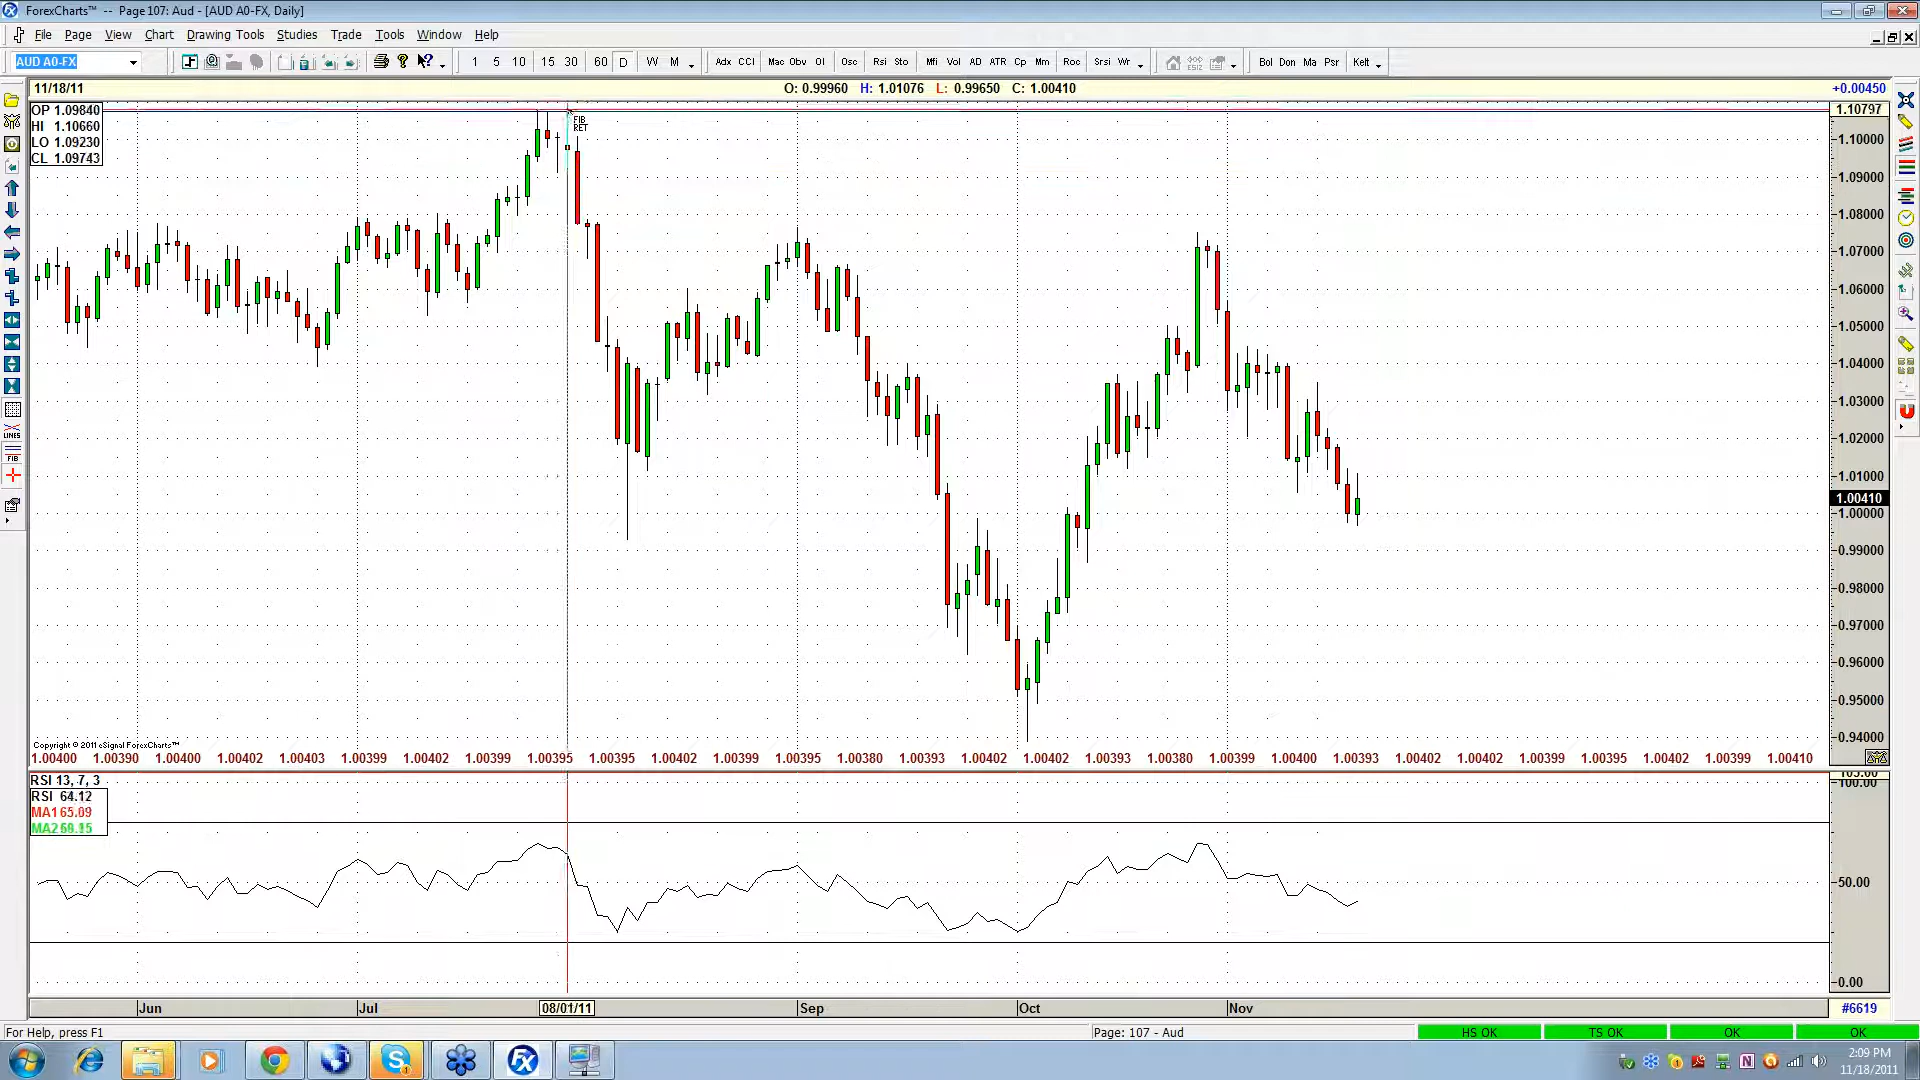 ForexCharts™ -- Page 107: Aud - [AUD A0-FX, Daily]
File Page View Chart Drawing Tools Studies Trade Tools Window Help
AUD A0-FX 1 5 10 15 30 60 D W M Adx CCI Mac Obv OI Osc Rsi Sto Mfi Vol AD ATR Cp Mm Roc Srsi Wr Bol Don Ma Psr Kelt
11/18/11 O: 0.99960 H: 1.01076 L: 0.99650 C: 1.00410 +0.00450
OP 1.09840
HI 1.10660
LO 1.09230
CL 1.09743
FIB
RET
1.10797
1.10000
1.09000
1.08000
1.07000
1.06000
1.05000
1.04000
1.03000
1.02000
1.01000
1.00410
1.00000
0.99000
0.98000
0.97000
0.96000
0.95000
0.94000
LINES
FIB
Copyright © 2011 eSignal ForexCharts™
1.00400 1.00390 1.00400 1.00402 1.00403 1.00399 1.00402 1.00399 1.00395 1.00395 1.00402 1.00393 1.00402 1.00380 1.00393 1.00402 1.00393 1.00380 1.00399 1.00400 1.00393 1.00402 1.00402 1.00399 1.00399 1.00402 1.00402 1.00399 1.00410
RSI 13, 7, 3
RSI 64.12
MA1 65.09
100.00
50.00
0.00
Jun Jul 08/01/11 Sep Oct Nov #6619
For Help, press F1 Page: 107 - Aud HS OK TS OK OK OK
2:09 PM
11/18/2011